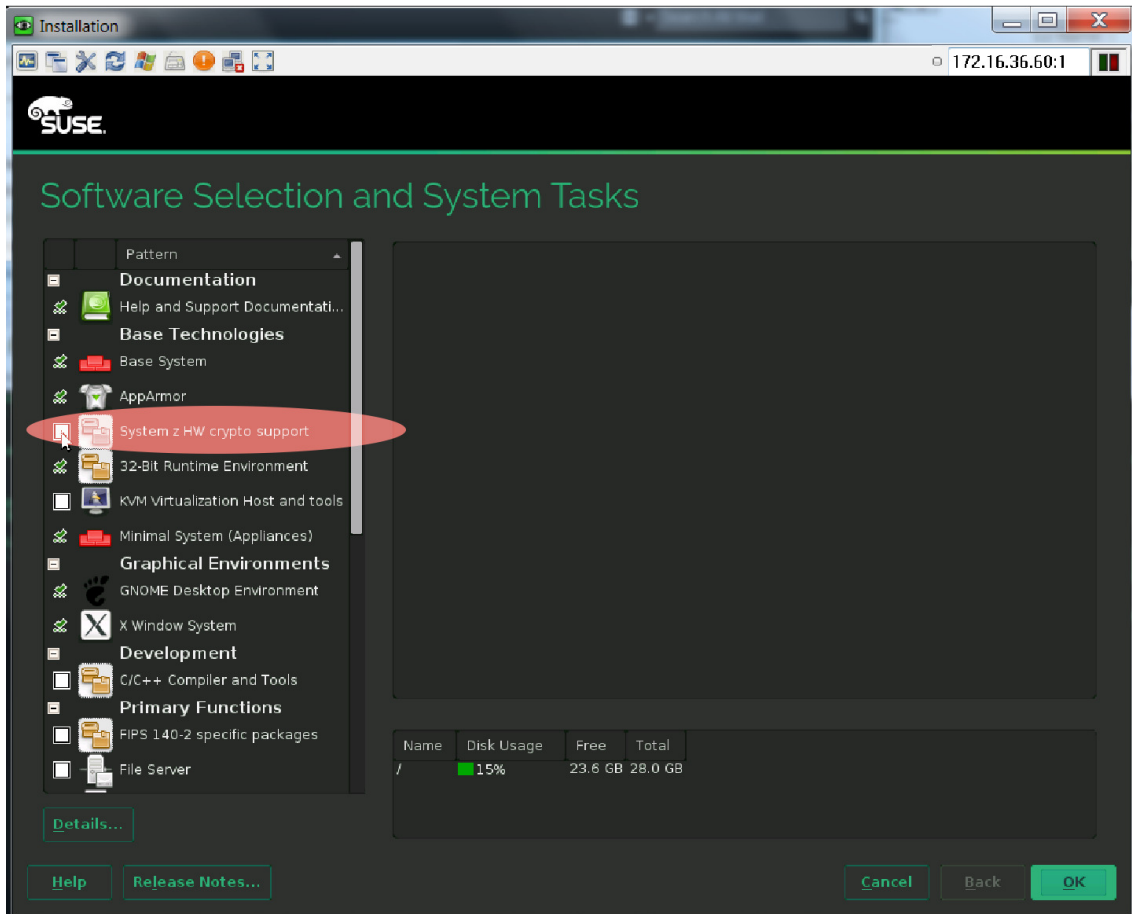 Installation
172.16.36.60:1
SUSE.
Software Selection and System Tasks
Pattern
Documentation
Help and Support Documentati...
Base Technologies
Base System
AppArmor
System z HW crypto support
32-Bit Runtime Environment
KVM Virtualization Host and tools
Minimal System (Appliances)
Graphical Environments
GNOME Desktop Environment
X Window System
Development
C/C++ Compiler and Tools
Primary Functions
FIPS 140-2 specific packages
File Server
Name Disk Usage Free Total
/ 15% 23.6 GB 28.0 GB
Details...
Help Release Notes... Cancel Back OK